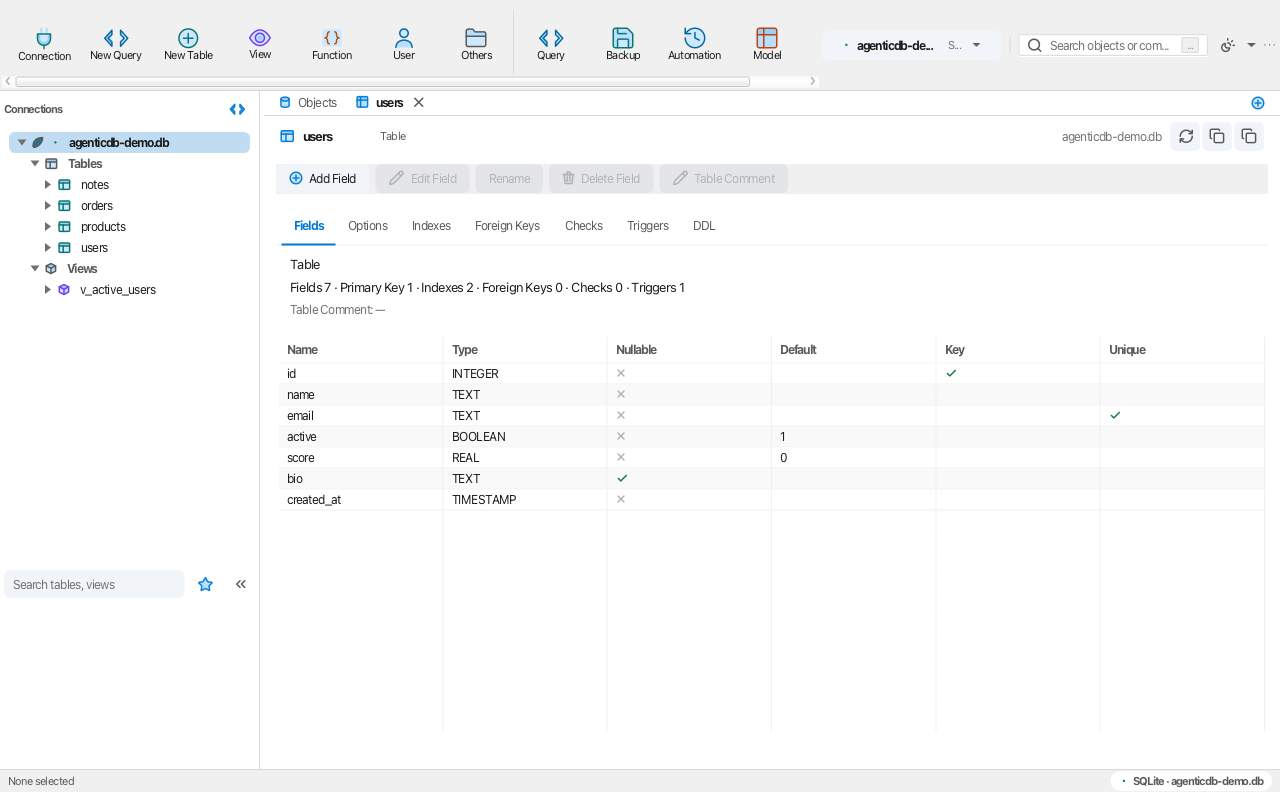 Connection
New Query
New Table
View
Function
User
Others
Query
Backup
Automation
Model
agenticdb-de...
S...
Search objects or com...
...
Connections
Objects
users
agenticdb-demo.db
Tables
notes
orders
products
users
Views
v_active_users
Search tables, views
users
Table
agenticdb-demo.db
Add Field
Edit Field
Rename
Delete Field
Table Comment
Fields
Options
Indexes
Foreign Keys
Checks
Triggers
DDL
Table
Fields 7 · Primary Key 1 · Indexes 2 · Foreign Keys 0 · Checks 0 · Triggers 1
Table Comment: —
Name Type Nullable Default Key Unique
id INTEGER
name TEXT
email TEXT
active BOOLEAN 1
score REAL 0
bio TEXT
created_at TIMESTAMP
None selected
SQLite · agenticdb-demo.db